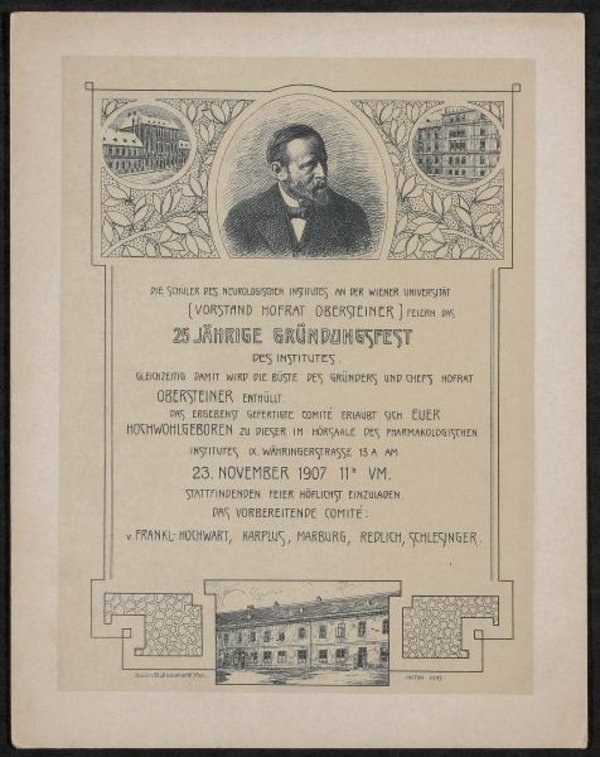 DIE SCHÜLER DES NEUROLOGISCHEN INSTITUTES AN DER WIENER UNIVERSITÄT
[VORSTAND HOFRAT OBERSTEINER] FEIERN DAS
25 JÄHRIGE GRÜNDUNGSFEST
DES INSTITUTES.
GLEICHZEITIG DAMIT WIRD DIE BÜSTE DES GRÜNDERS UND CHEFS HOFRAT
OBERSTEINER ENTHÜLLT.
DAS ERGEBENST GEFERTIGTE COMITÉ ERLAUBT SICH EUER
HOCHWOHLGEBOREN ZU DIESER IM HÖRSAALE DES PHARMAKOLOGISCHEN
INSTITUTES, IX. WÄHRINGERSTRASSE 13 A AM
23. NOVEMBER 1907 11ʰ VM.
STATTFINDENDEN FEIER HÖFLICHST EINZULADEN.
DAS VORBEREITENDE COMITÉ:
v. FRANKL-HOCHWART, KARPLUS, MARBURG, REDLICH, SCHLESINGER.